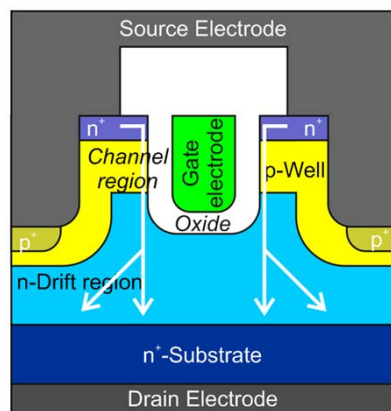 Source Electrode
n⁺
n⁺
Channel
region
Gate
electrode
p-Well
Oxide
p⁺
p⁺
n-Drift region
n⁺-Substrate
Drain Electrode